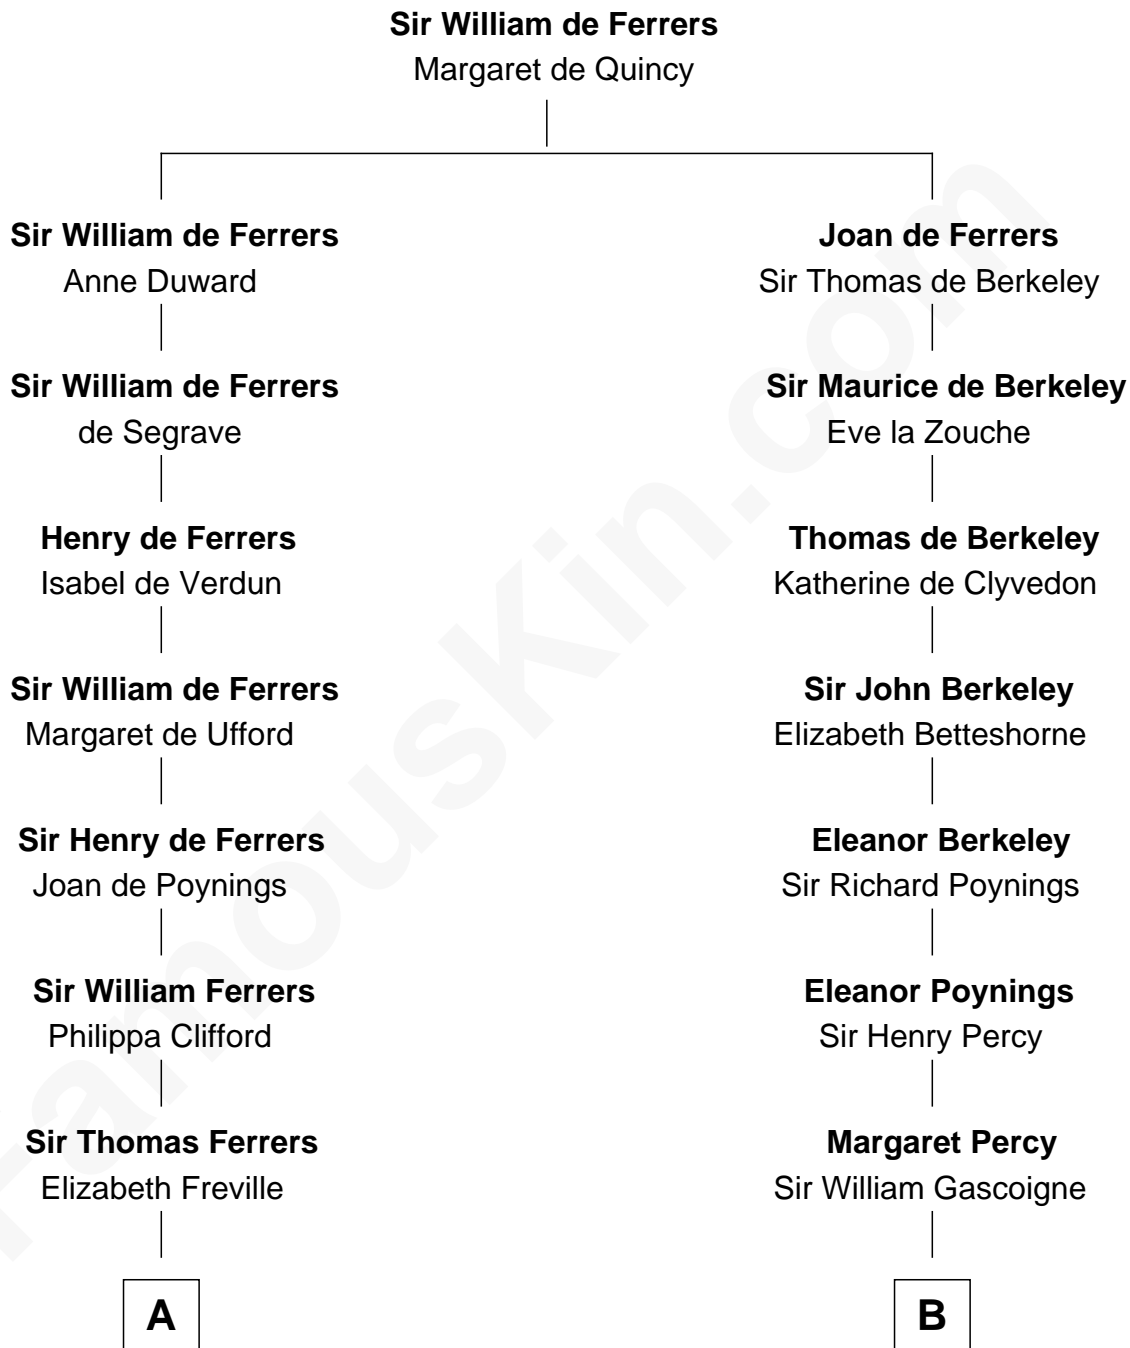 Sir William de Ferrers
Margaret de Quincy
Sir William de Ferrers
Anne Duward
Sir William de Ferrers
de Segrave
Henry de Ferrers
Isabel de Verdun
Sir William de Ferrers
Margaret de Ufford
Sir Henry de Ferrers
Joan de Poynings
Sir William Ferrers
Philippa Clifford
Sir Thomas Ferrers
Elizabeth Freville
A
Joan de Ferrers
Sir Thomas de Berkeley
Sir Maurice de Berkeley
Eve la Zouche
Thomas de Berkeley
Katherine de Clyvedon
Sir John Berkeley
Elizabeth Betteshorne
Eleanor Berkeley
Sir Richard Poynings
Eleanor Poynings
Sir Henry Percy
Margaret Percy
Sir William Gascoigne
B
FamousKin.com